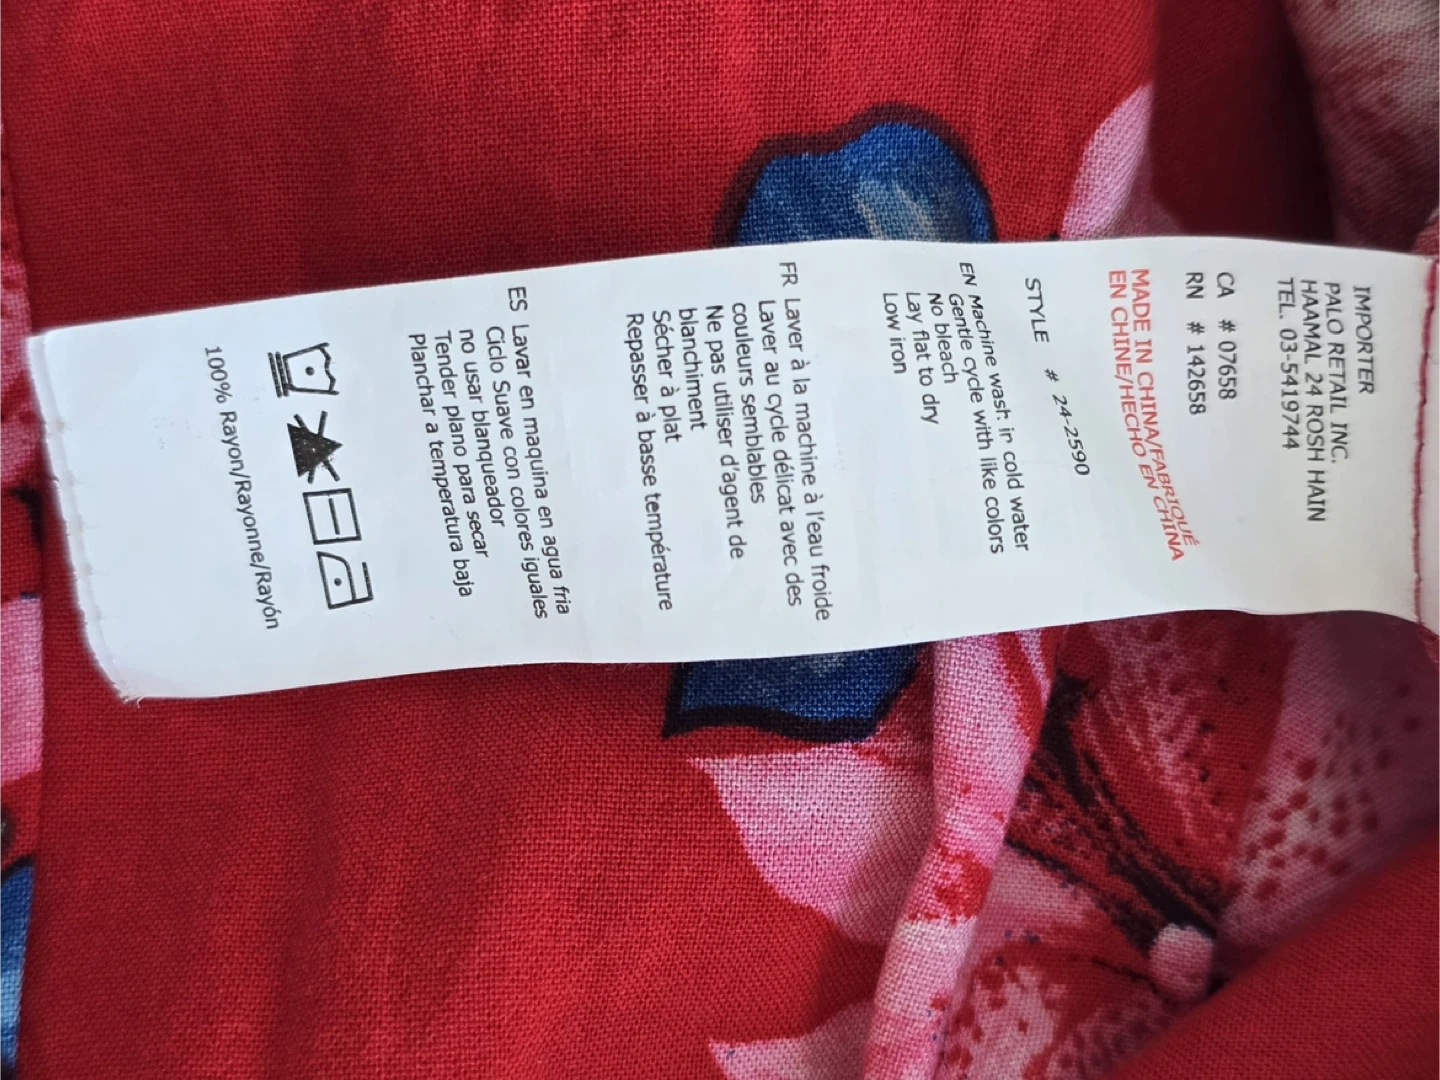 IMPORTER
PALO RETAIL INC.
HAAMAL 24 ROSH HAIN
TEL. 03-5419744
CA # 07658
RN # 142658
MADE IN CHINA/FABRIQUÉ
EN CHINE/HECHO EN CHINA
STYLE # 24-2590
EN Machine wash in cold water
Gentle cycle with like colors
No bleach
Lay flat to dry
Low iron
FR Laver à la machine à l'eau froide
Laver au cycle délicat avec des
couleurs semblables
Ne pas utiliser d'agent de
blanchiment
Sécher à plat
Repasser à basse température
ES Lavar en maquina en agua fria
Ciclo Suave con colores iguales
no usar blanqueador
Tender plano para secar
Planchar a temperatura baja
100% Rayon/Rayonne/Rayón